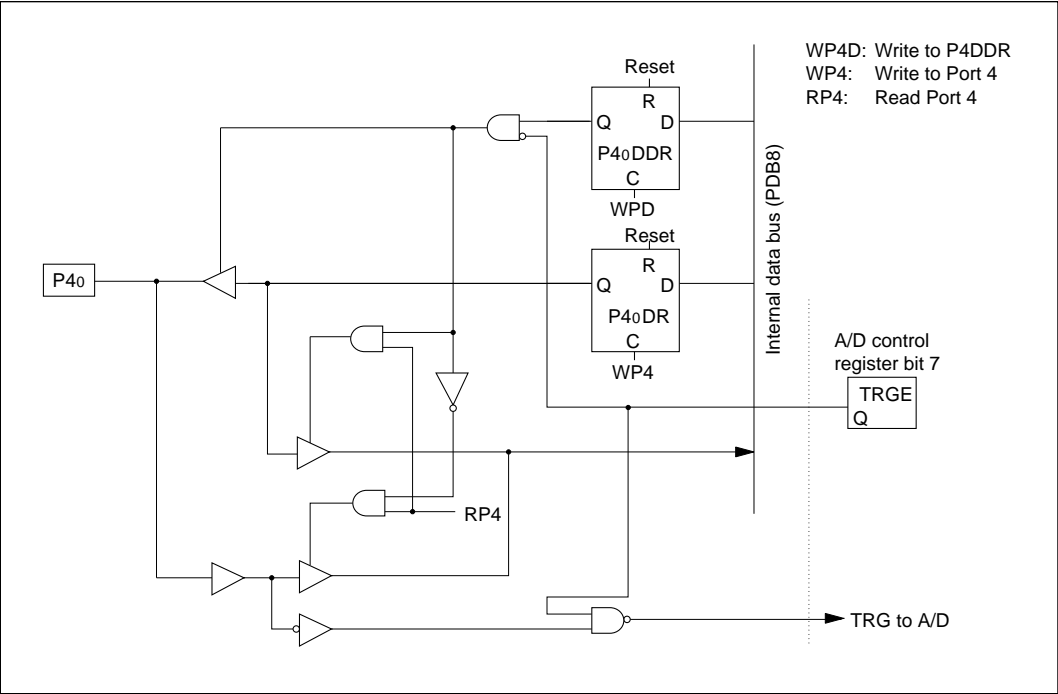 WP4D: Write to P4DDR
WP4: Write to Port 4
RP4: Read Port 4
Reset
R
Q D
P40DDR
C
WPD
Reset
R
Q D
P40DR
C
WP4
P40
Internal data bus (PDB8)
A/D control
register bit 7
TRGE
Q
RP4
TRG to A/D